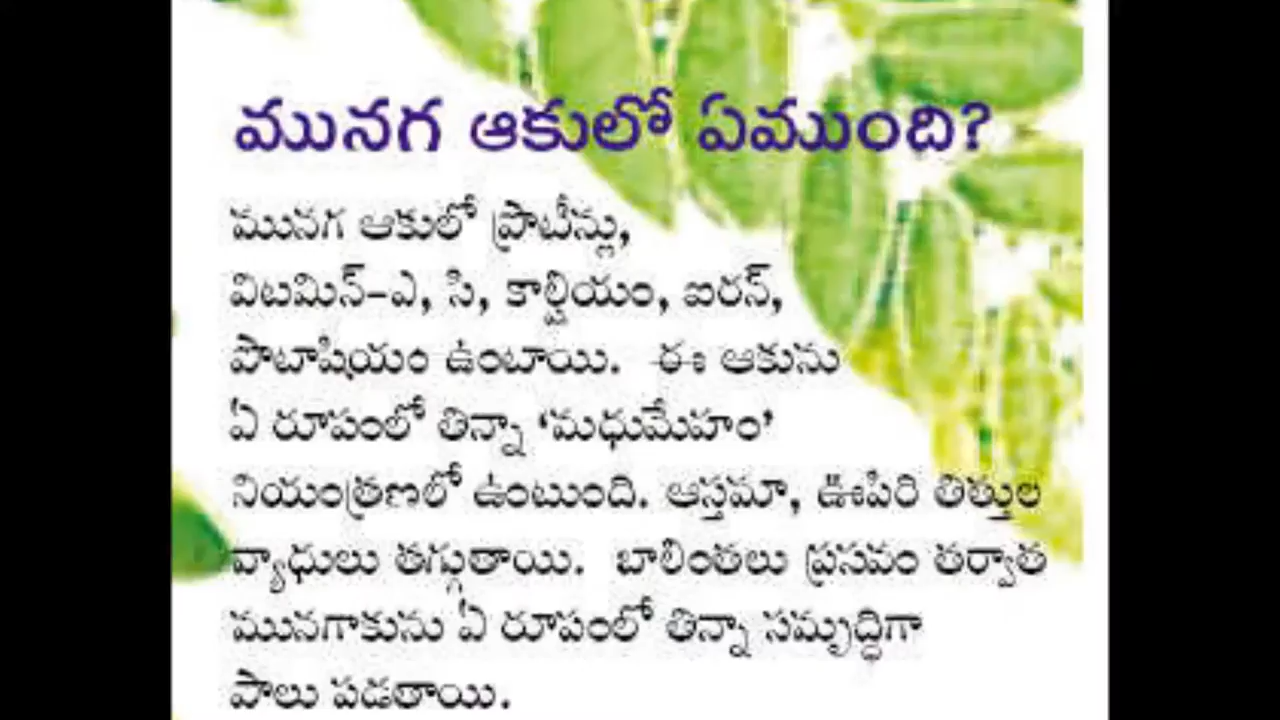 మునగ ఆకులో ఏముంది?
మునగ ఆకులో ప్రొటీన్లు,
విటమిన్-ఎ, సి, కాల్షియం, ఐరన్,
పొటాషియం ఉంటాయి. ఈ ఆకును
ఏ రూపంలో తిన్నా ‘మధుమేహం’
నియంత్రణలో ఉంటుంది. ఆస్తమా, ఊపిరి తిత్తుల
వ్యాధులు తగ్గుతాయి. బాలింతలు ప్రసవం తర్వాత
మునగాకును ఏ రూపంలో తిన్నా సమృద్ధిగా
పాలు పడతాయి.